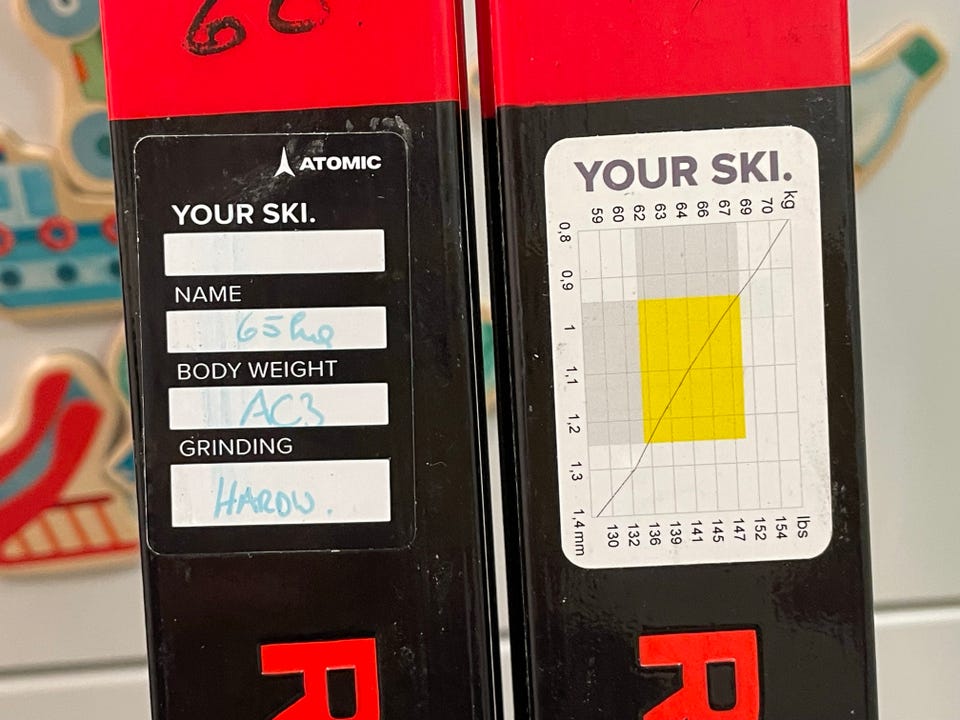 ATOMIC
YOUR SKI.
NAME
65 kg
BODY WEIGHT
AC3
GRINDING
HARDW.
YOUR SKI.
kg
59 60 62 63 64 66 67 69 70
0,8
0,9
1
1,1
1,2
1,3
1,4 mm
130 132 136 139 141 145 147 152 154 lbs
R
R